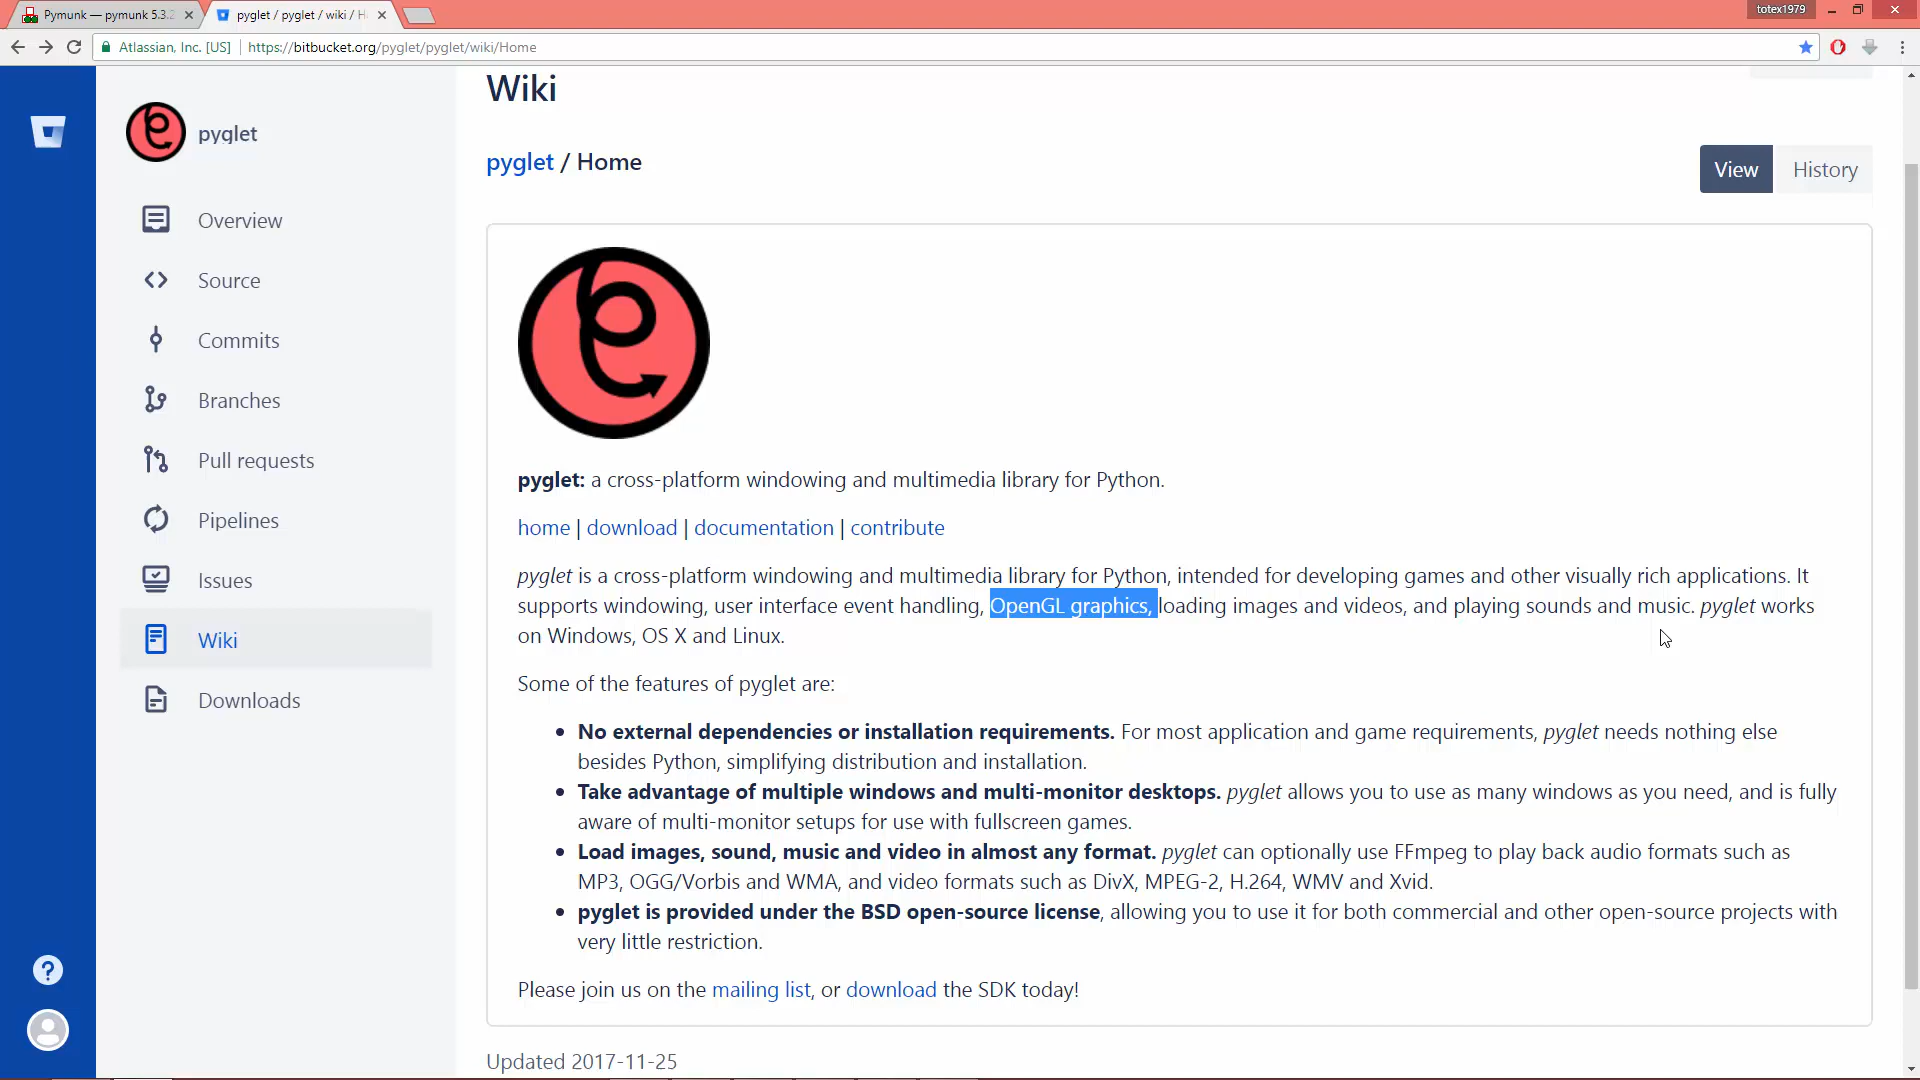 Pymunk — pymunk 5.3.2
pyglet / pyglet / wiki / H
totex1979
Atlassian, Inc. [US]
https://bitbucket.org/pyglet/pyglet/wiki/Home
pyglet
Overview
Source
Commits
Branches
Pull requests
Pipelines
Issues
Wiki
Downloads
Wiki
pyglet / Home
View
History
pyglet: a cross-platform windowing and multimedia library for Python.
home | download | documentation | contribute
pyglet is a cross-platform windowing and multimedia library for Python, intended for developing games and other visually rich applications. It
supports windowing, user interface event handling, OpenGL graphics, loading images and videos, and playing sounds and music. pyglet works
on Windows, OS X and Linux.
Some of the features of pyglet are:
• No external dependencies or installation requirements. For most application and game requirements, pyglet needs nothing else
besides Python, simplifying distribution and installation.
• Take advantage of multiple windows and multi-monitor desktops. pyglet allows you to use as many windows as you need, and is fully
aware of multi-monitor setups for use with fullscreen games.
• Load images, sound, music and video in almost any format. pyglet can optionally use FFmpeg to play back audio formats such as
MP3, OGG/Vorbis and WMA, and video formats such as DivX, MPEG-2, H.264, WMV and Xvid.
• pyglet is provided under the BSD open-source license, allowing you to use it for both commercial and other open-source projects with
very little restriction.
Please join us on the mailing list, or download the SDK today!
Updated 2017-11-25